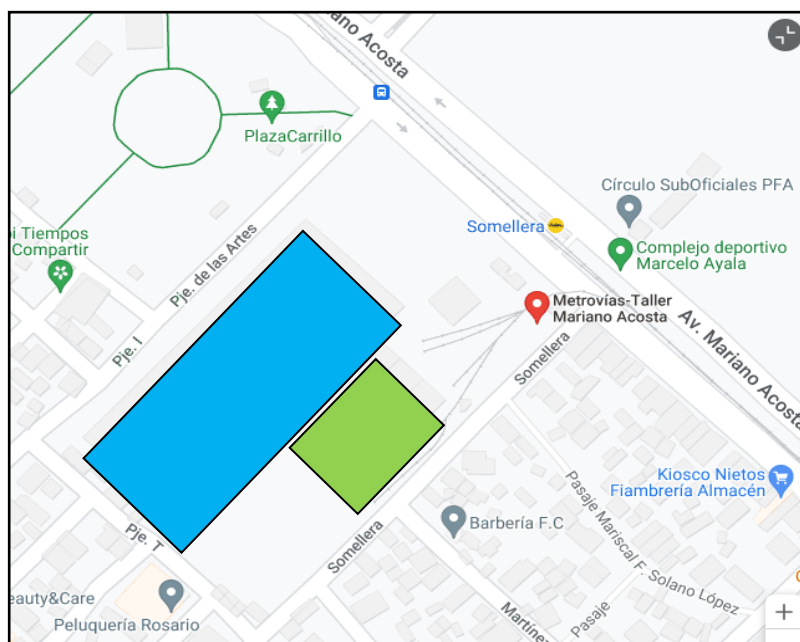 Mariano Acosta
PlazaCarrillo
Círculo SubOficiales PFA
Somellera
Complejo deportivo
Marcelo Ayala
pi Tiempos
Compartir
Pje. de las Artes
Metrovías-Taller
Mariano Acosta
Av. Mariano Acosta
Pje. I
Somellera
Kiosco Nietos
Fiambrería Almacén
Pasaje Mariscal F. Solano López
Barbería F.C
Somellera
Pje. T
eauty&Care
Peluquería Rosario
Martínez
Pasaje
+